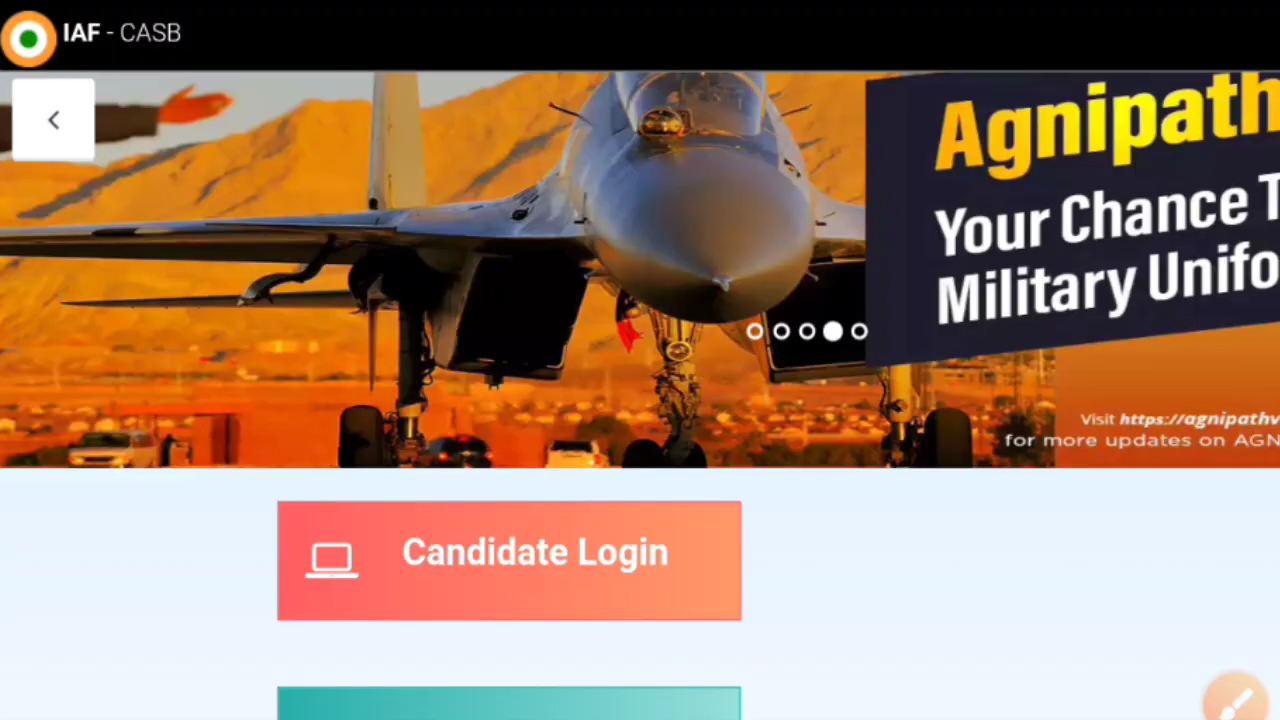 IAF - CASB
Agnipath
Your Chance T
Military Unifo
Visit https://agnipathv
for more updates on AGN
Candidate Login